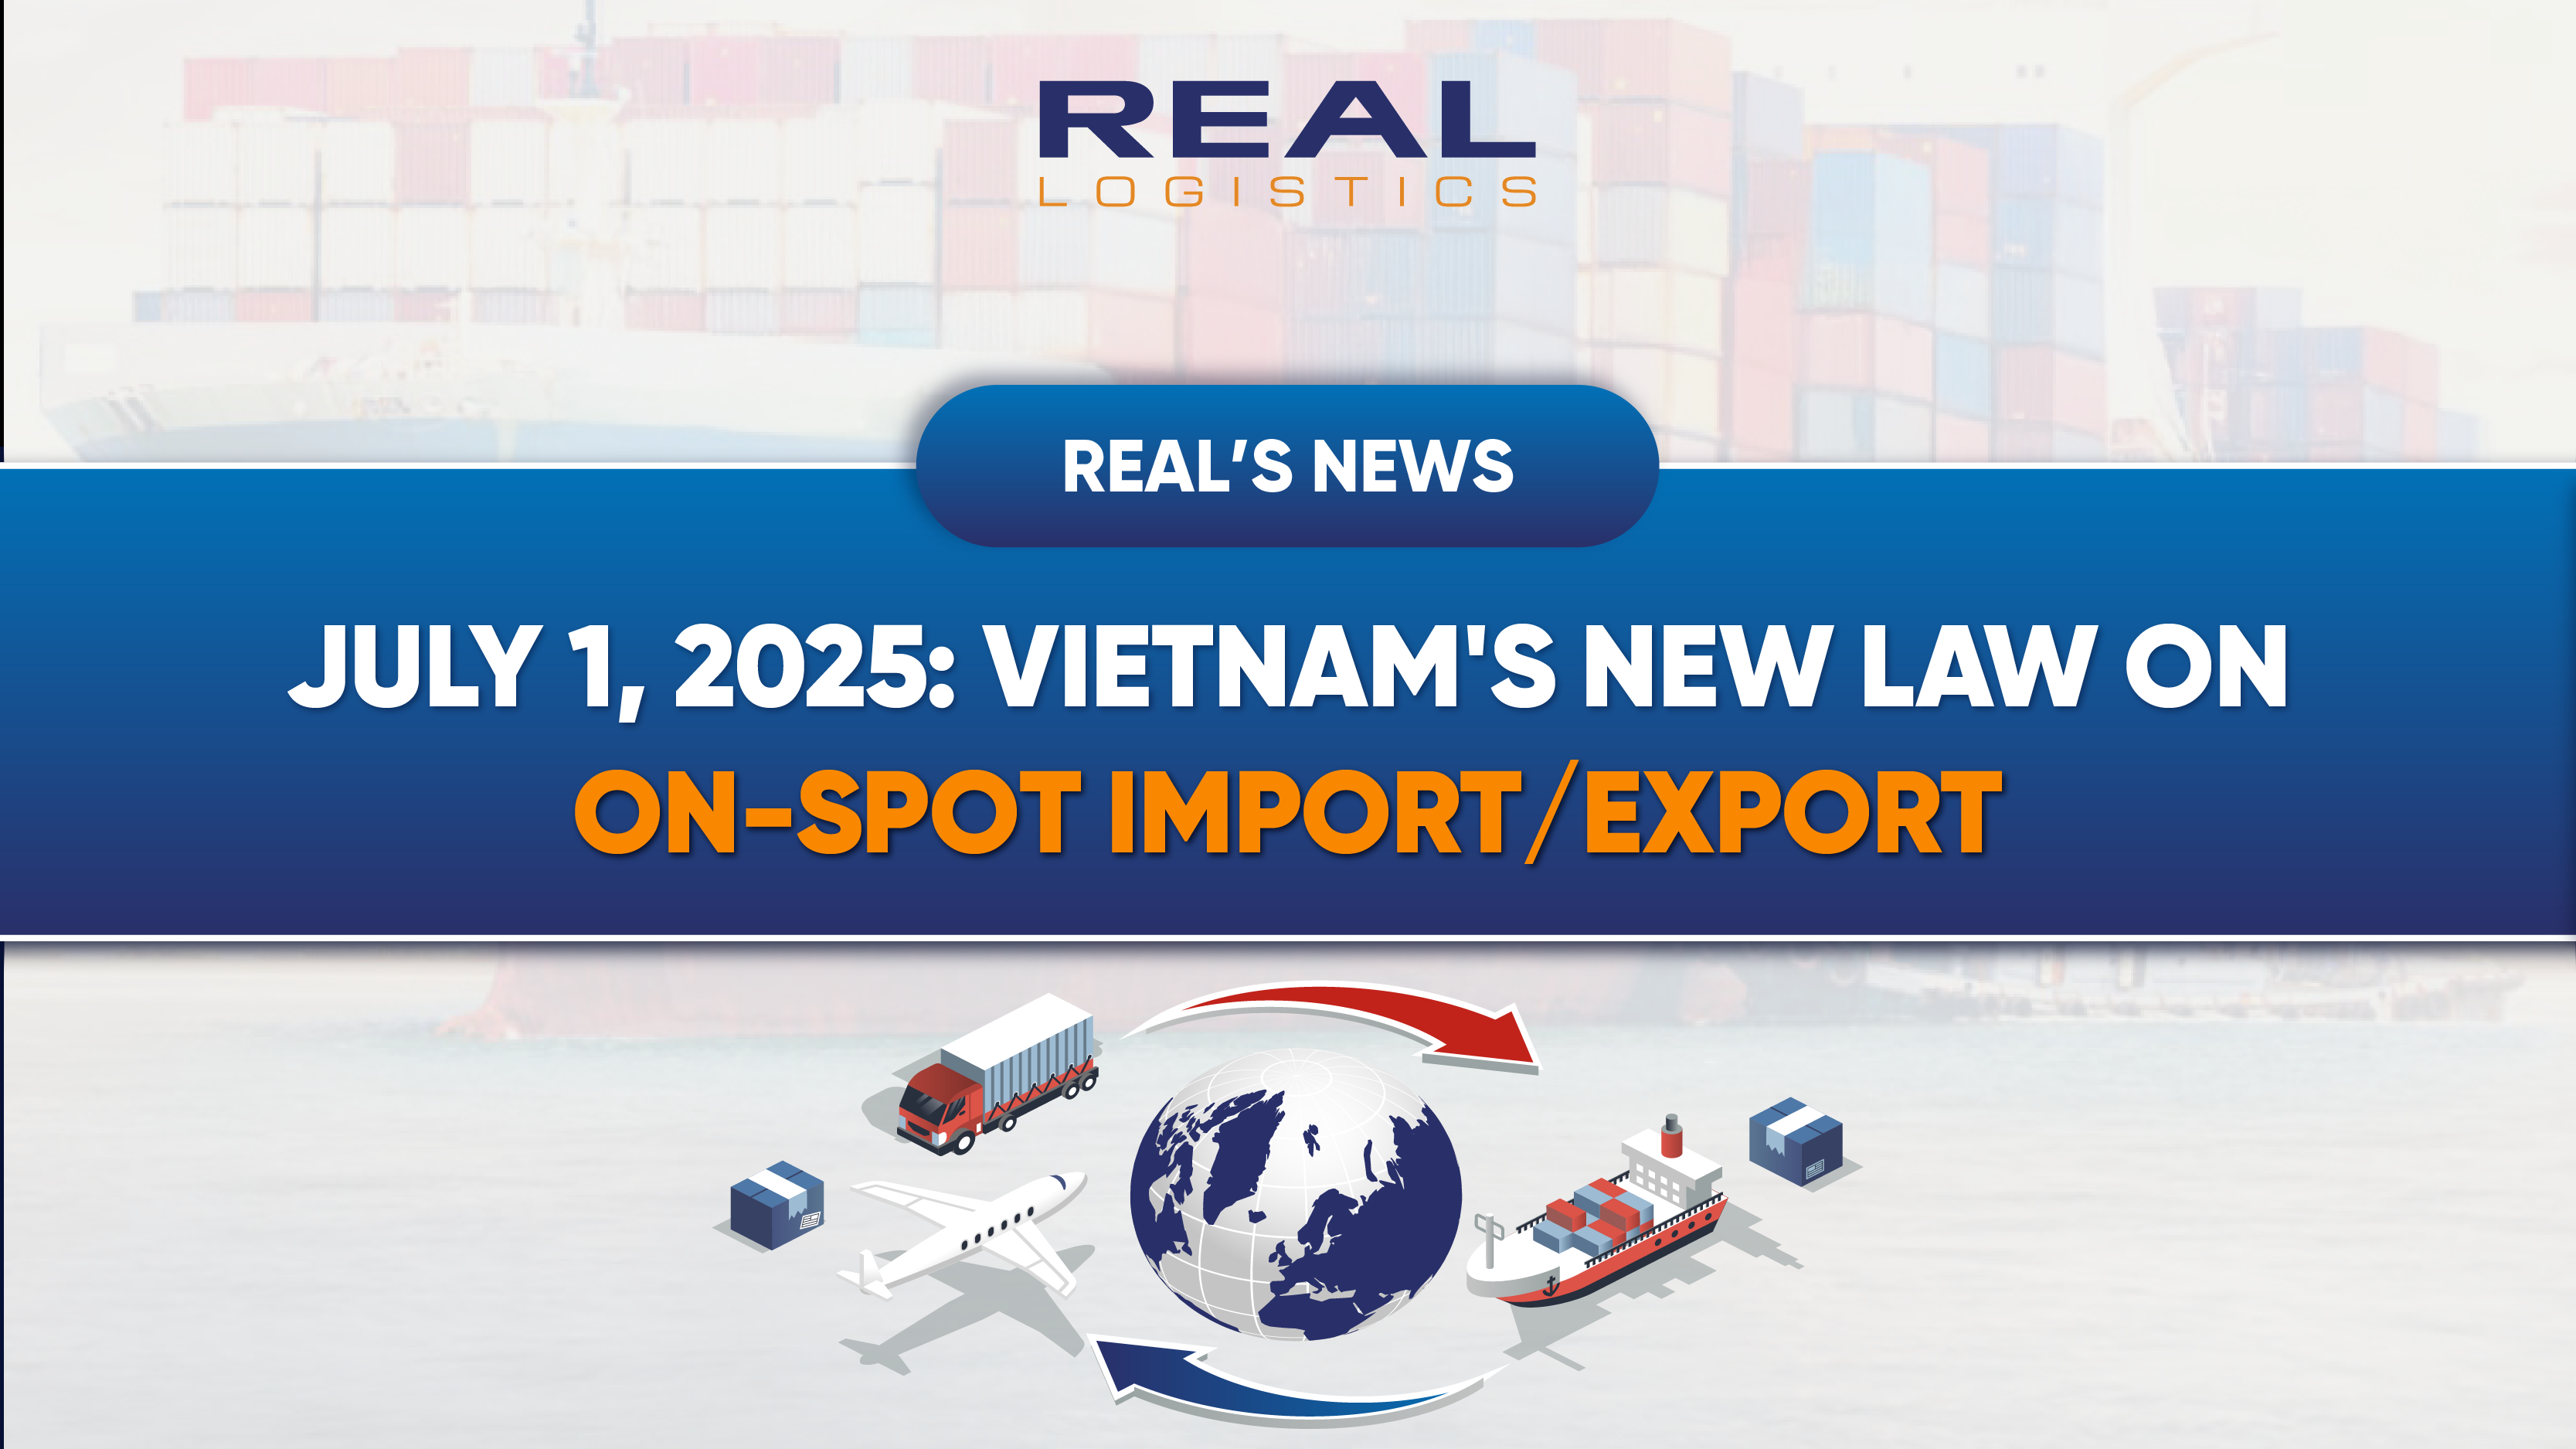 REAL
LOGISTICS
REAL’S NEWS
JULY 1, 2025: VIETNAM'S NEW LAW ON
ON-SPOT IMPORT/EXPORT